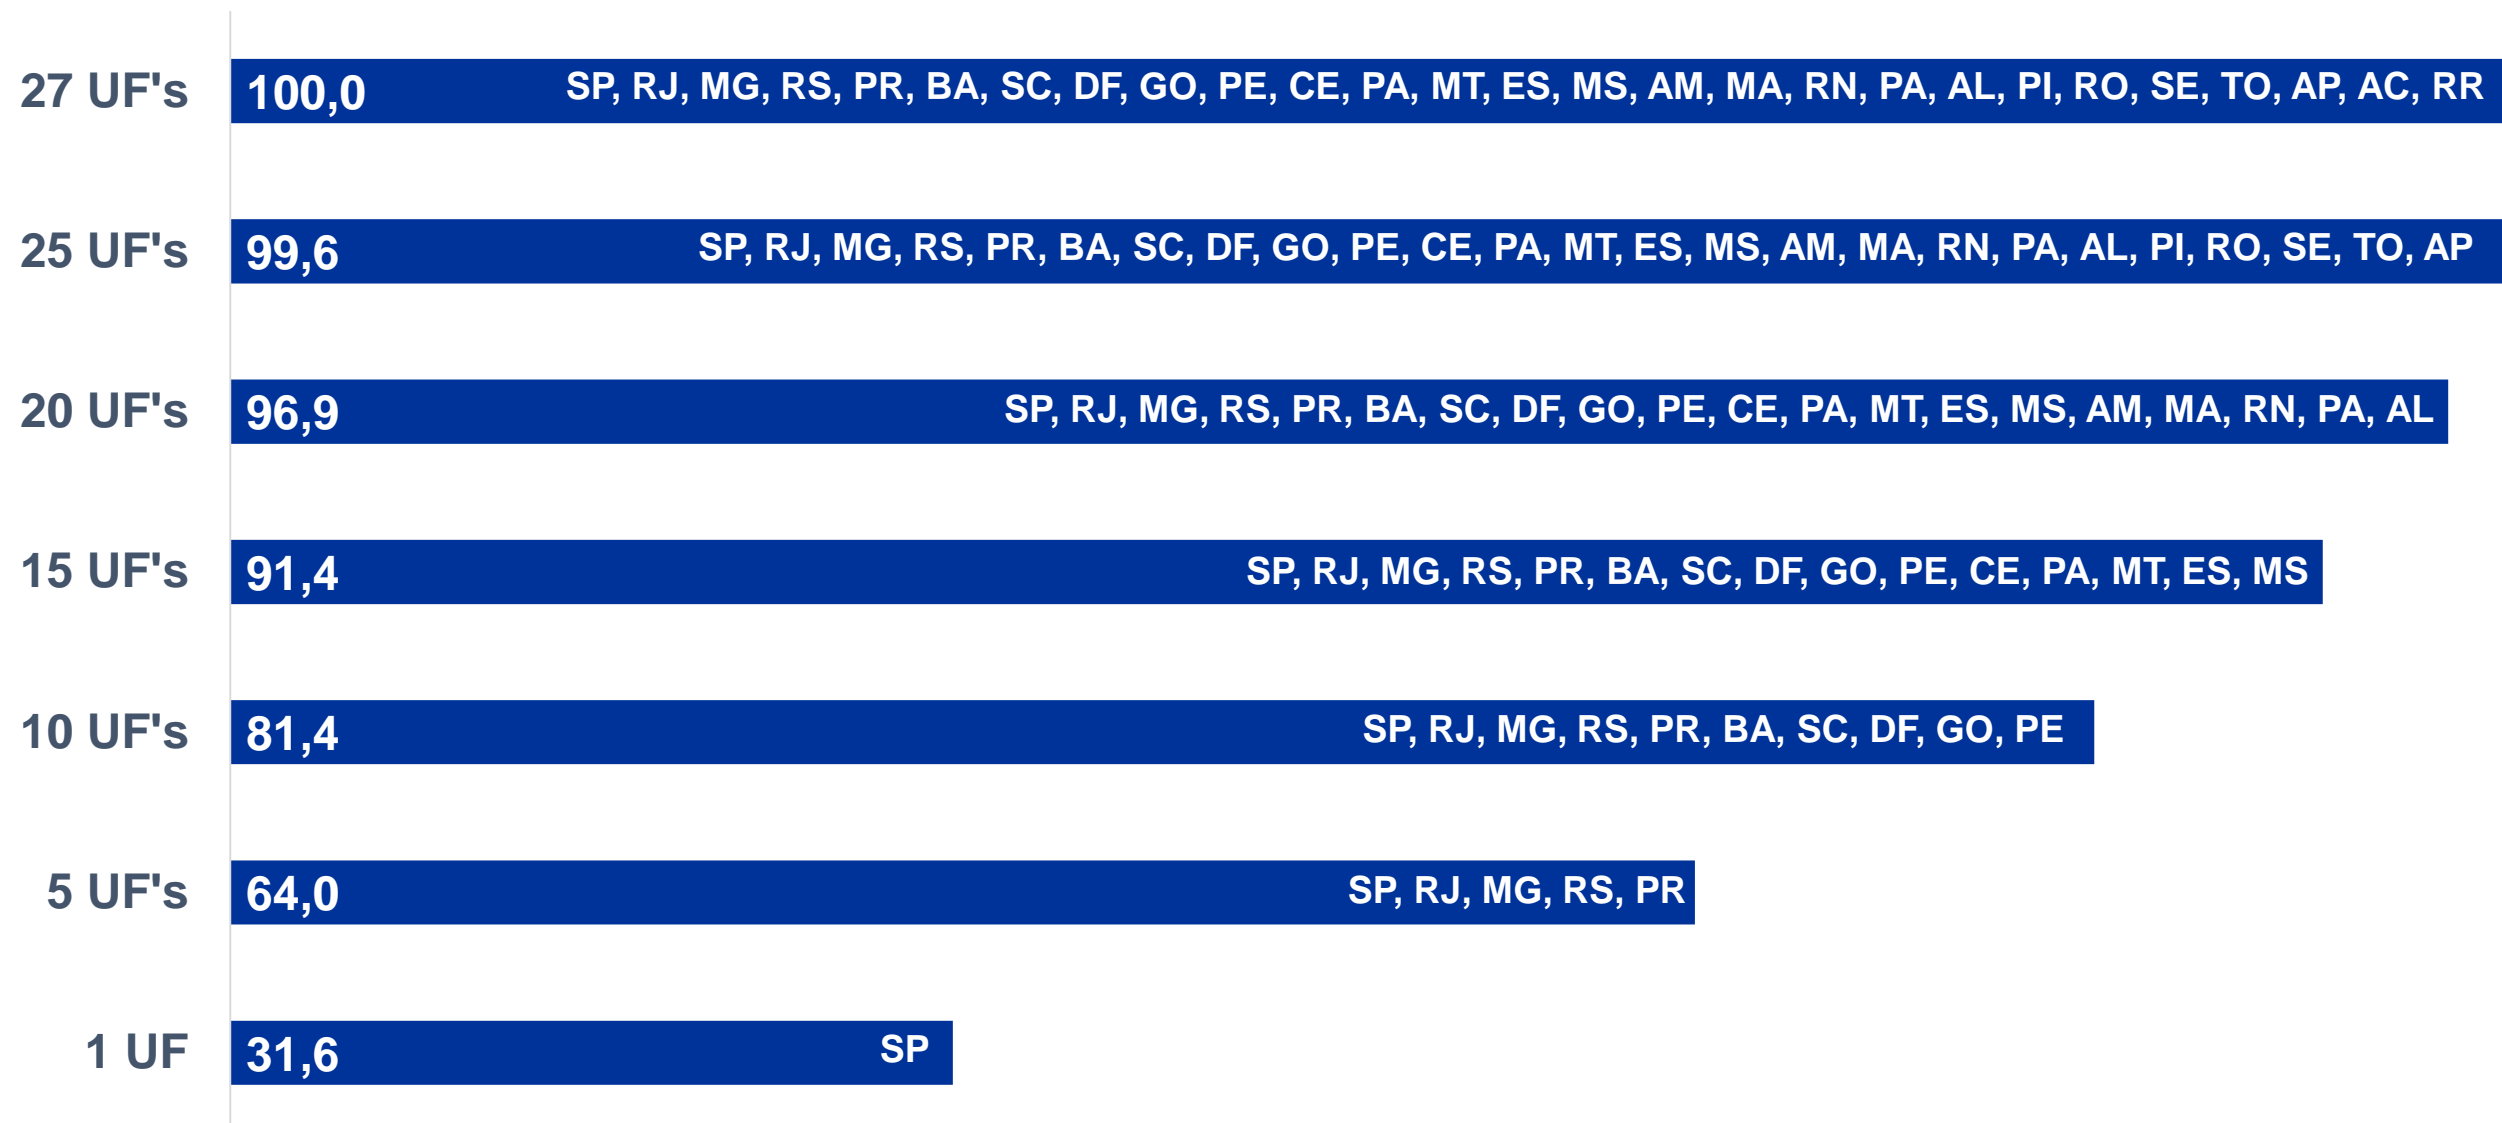 27 UF's 100,0 SP, RJ, MG, RS, PR, BA, SC, DF, GO, PE, CE, PA, MT, ES, MS, AM, MA, RN, PA, AL, PI, RO, SE, TO, AP, AC, RR
25 UF's 99,6 SP, RJ, MG, RS, PR, BA, SC, DF, GO, PE, CE, PA, MT, ES, MS, AM, MA, RN, PA, AL, PI, RO, SE, TO, AP
20 UF's 96,9 SP, RJ, MG, RS, PR, BA, SC, DF, GO, PE, CE, PA, MT, ES, MS, AM, MA, RN, PA, AL
15 UF's 91,4 SP, RJ, MG, RS, PR, BA, SC, DF, GO, PE, CE, PA, MT, ES, MS
10 UF's 81,4 SP, RJ, MG, RS, PR, BA, SC, DF, GO, PE
5 UF's 64,0 SP, RJ, MG, RS, PR
1 UF 31,6 SP